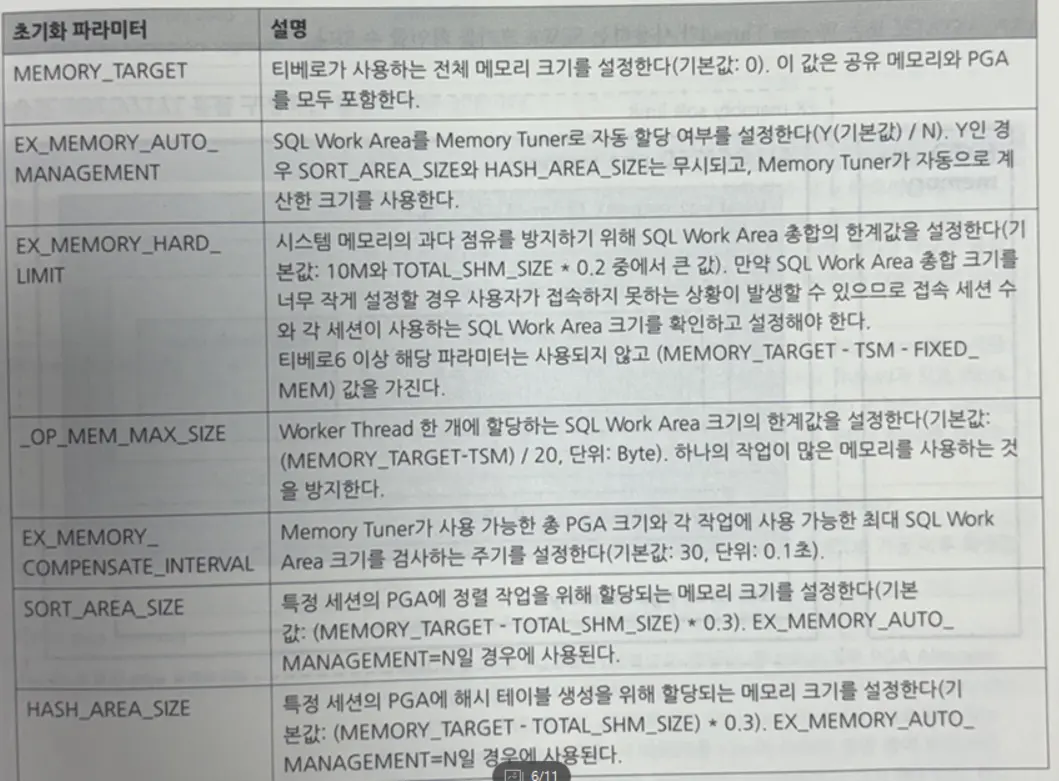 초기화 파라미터
설명
MEMORY_TARGET
티베로가 사용하는 전체 메모리 크기를 설정한다(기본값: 0). 이 값은 공유 메모리와 PGA
를 모두 포함한다.
EX_MEMORY_AUTO_
MANAGEMENT
SQL Work Area를 Memory Tuner로 자동 할당 여부를 설정한다(Y(기본값) / N). Y인 경
우 SORT_AREA_SIZE와 HASH_AREA_SIZE는 무시되고, Memory Tuner가 자동으로 계
산한 크기를 사용한다.
EX_MEMORY_HARD_
LIMIT
시스템 메모리의 과다 점유를 방지하기 위해 SQL Work Area 총합의 한계값을 설정한다(기
본값: 10M와 TOTAL_SHM_SIZE * 0.2 중에서 큰 값). 만약 SQL Work Area 총합 크기를
너무 작게 설정할 경우 사용자가 접속하지 못하는 상황이 발생할 수 있으므로 접속 세션 수
와 각 세션이 사용하는 SQL Work Area 크기를 확인하고 설정해야 한다.
티베로6 이상 해당 파라미터는 사용되지 않고 (MEMORY_TARGET - TSM - FIXED_
MEM) 값을 가진다.
_OP_MEM_MAX_SIZE
Worker Thread 한 개에 할당하는 SQL Work Area 크기의 한계값을 설정한다(기본값:
(MEMORY_TARGET-TSM) / 20, 단위: Byte). 하나의 작업이 많은 메모리를 사용하는 것
을 방지한다.
EX_MEMORY_
COMPENSATE_INTERVAL
Memory Tuner가 사용 가능한 총 PGA 크기와 각 작업에 사용 가능한 최대 SQL Work
Area 크기를 검사하는 주기를 설정한다(기본값: 30, 단위: 0.1초).
SORT_AREA_SIZE
특정 세션의 PGA에 정렬 작업을 위해 할당되는 메모리 크기를 설정한다(기본
값: (MEMORY_TARGET - TOTAL_SHM_SIZE) * 0.3). EX_MEMORY_AUTO_
MANAGEMENT=N일 경우에 사용된다.
HASH_AREA_SIZE
특정 세션의 PGA에 해시 테이블 생성을 위해 할당되는 메모리 크기를 설정한다(기
본값: (MEMORY_TARGET - TOTAL_SHM_SIZE) * 0.3). EX_MEMORY_AUTO_
MANAGEMENT=N일 경우에 사용된다.
6/11